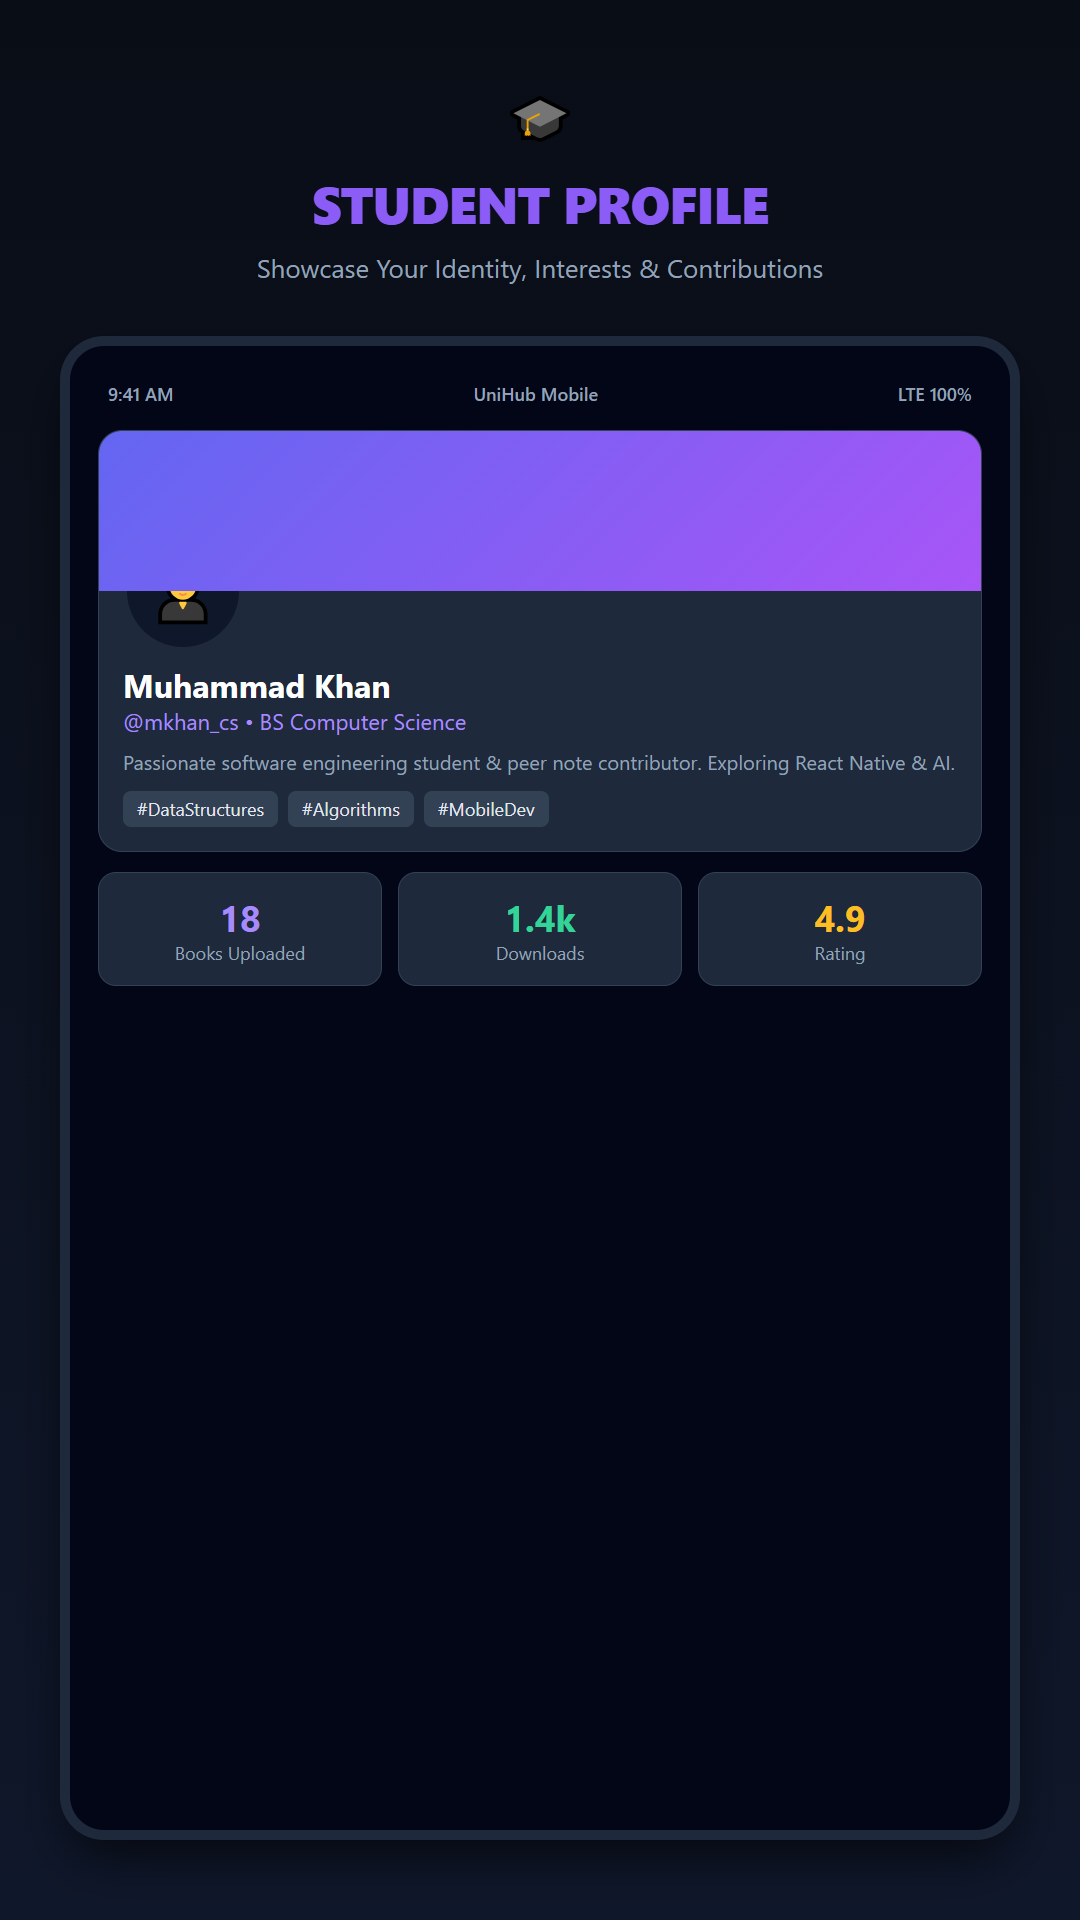 STUDENT PROFILE
Showcase Your Identity, Interests & Contributions
9:41 AM UniHub Mobile LTE 100%
Muhammad Khan
@mkhan_cs • BS Computer Science
Passionate software engineering student & peer note contributor. Exploring React Native & AI.
#DataStructures #Algorithms #MobileDev
18 1.4k 4.9
Books Uploaded Downloads Rating